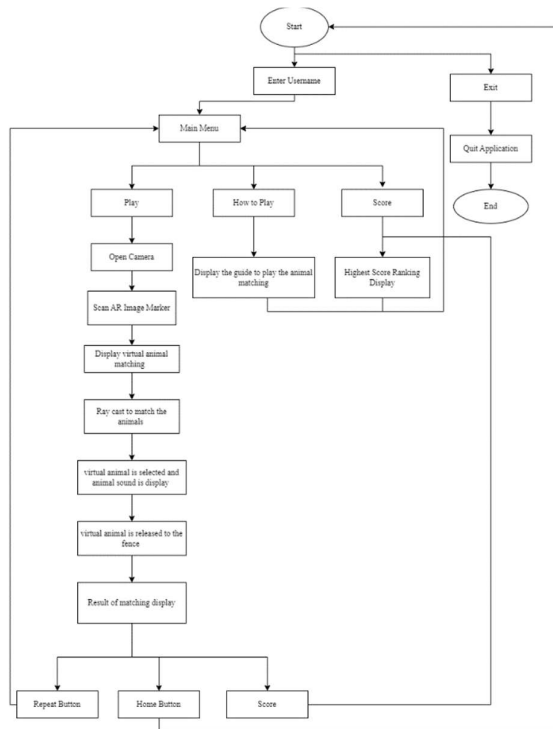 Start
Enter Username
Exit
Main Menu
Quit Application
Play
How to Play
Score
End
Open Camera
Display the guide to play the animal
matching
Highest Score Ranking
Display
Scan AR Image Marker
Display virtual animal
matching
Ray cast to match the
animals
virtual animal is selected and
animal sound is display
virtual animal is released to the
fence
Result of matching display
Repeat Button
Home Button
Score